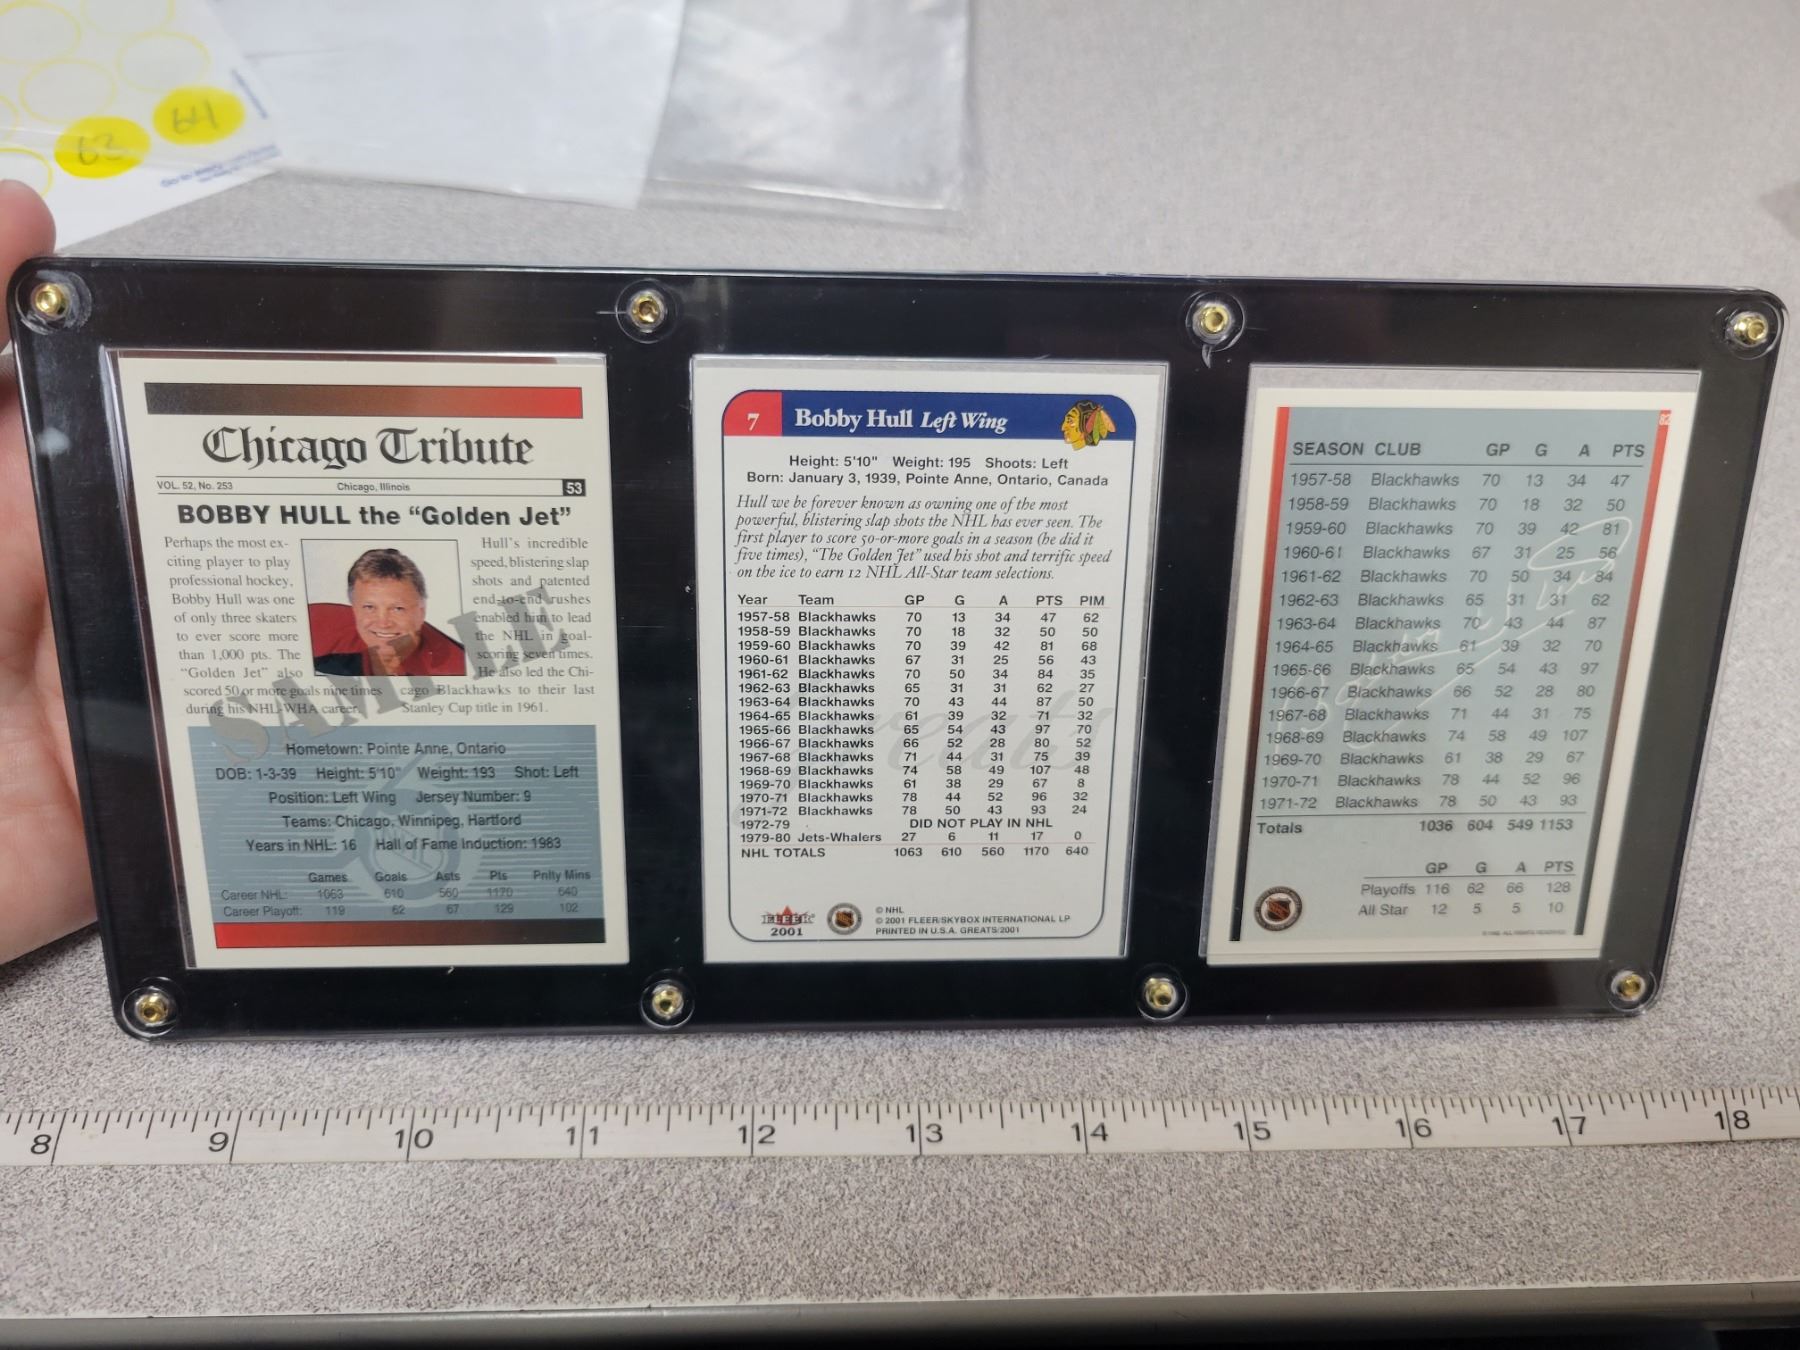 63 64
Chicago Tribute
VOL. 52, No. 253 Chicago, Illinois 53
BOBBY HULL the “Golden Jet”
Perhaps the most ex-
citing player to play
professional hockey,
Bobby Hull was one
of only three skaters
to ever score more
than 1,000 pts. The
“Golden Jet” also
scored 50 or more goals nine times
during his NHL-WHA career.
Hull's incredible
speed, blistering slap
shots and patented
end-to-end rushes
enabled him to lead
the NHL in goal-
scoring seven times.
He also led the Chi-
cago Blackhawks to their last
Stanley Cup title in 1961.
SAMPLE
Hometown: Pointe Anne, Ontario
DOB: 1-3-39 Height: 5'10" Weight: 193 Shot: Left
Position: Left Wing Jersey Number: 9
Teams: Chicago, Winnipeg, Hartford
Years in NHL: 16 Hall of Fame Induction: 1983
Games Goals Asts Pts Pnlty Mins
Career NHL: 1063 610 560 1170 640
Career Playoff: 119 62 67 129 102
7 Bobby Hull Left Wing
Height: 5'10" Weight: 195 Shoots: Left
Born: January 3, 1939, Pointe Anne, Ontario, Canada
Hull we be forever known as owning one of the most
powerful, blistering slap shots the NHL has ever seen. The
first player to score 50-or-more goals in a season (he did it
five times), “The Golden Jet” used his shot and terrific speed
on the ice to earn 12 NHL All-Star team selections.
Year Team GP G A PTS PIM
1957-58 Blackhawks 70 13 34 47 62
1958-59 Blackhawks 70 18 32 50 50
1959-60 Blackhawks 70 39 42 81 68
1960-61 Blackhawks 67 31 25 56 43
1961-62 Blackhawks 70 50 34 84 35
1962-63 Blackhawks 65 31 31 62 27
1963-64 Blackhawks 70 43 44 87 50
1964-65 Blackhawks 61 39 32 71 32
1965-66 Blackhawks 65 54 43 97 70
1966-67 Blackhawks 66 52 28 80 52
1967-68 Blackhawks 71 44 31 75 39
1968-69 Blackhawks 74 58 49 107 48
1969-70 Blackhawks 61 38 29 67 8
1970-71 Blackhawks 78 44 52 96 32
1971-72 Blackhawks 78 50 43 93 24
1972-79 DID NOT PLAY IN NHL
1979-80 Jets-Whalers 27 6 11 17 0
NHL TOTALS 1063 610 560 1170 640
greats
FLEER
2001
© NHL
© 2001 FLEER/SKYBOX INTERNATIONAL LP
PRINTED IN U.S.A. GREATS/2001
SEASON CLUB GP G A PTS
1957-58 Blackhawks 70 13 34 47
1958-59 Blackhawks 70 18 32 50
1959-60 Blackhawks 70 39 42 81
1960-61 Blackhawks 67 31 25 56
1961-62 Blackhawks 70 50 34 84
1962-63 Blackhawks 65 31 31 62
1963-64 Blackhawks 70 43 44 87
1964-65 Blackhawks 61 39 32 70
1965-66 Blackhawks 65 54 43 97
1966-67 Blackhawks 66 52 28 80
1967-68 Blackhawks 71 44 31 75
1968-69 Blackhawks 74 58 49 107
1969-70 Blackhawks 61 38 29 67
1970-71 Blackhawks 78 44 52 96
1971-72 Blackhawks 78 50 43 93
Totals 1036 604 549 1153
GP G A PTS
Playoffs 116 62 66 128
All Star 12 5 5 10
8 9 10 11 12 13 14 15 16 17 18